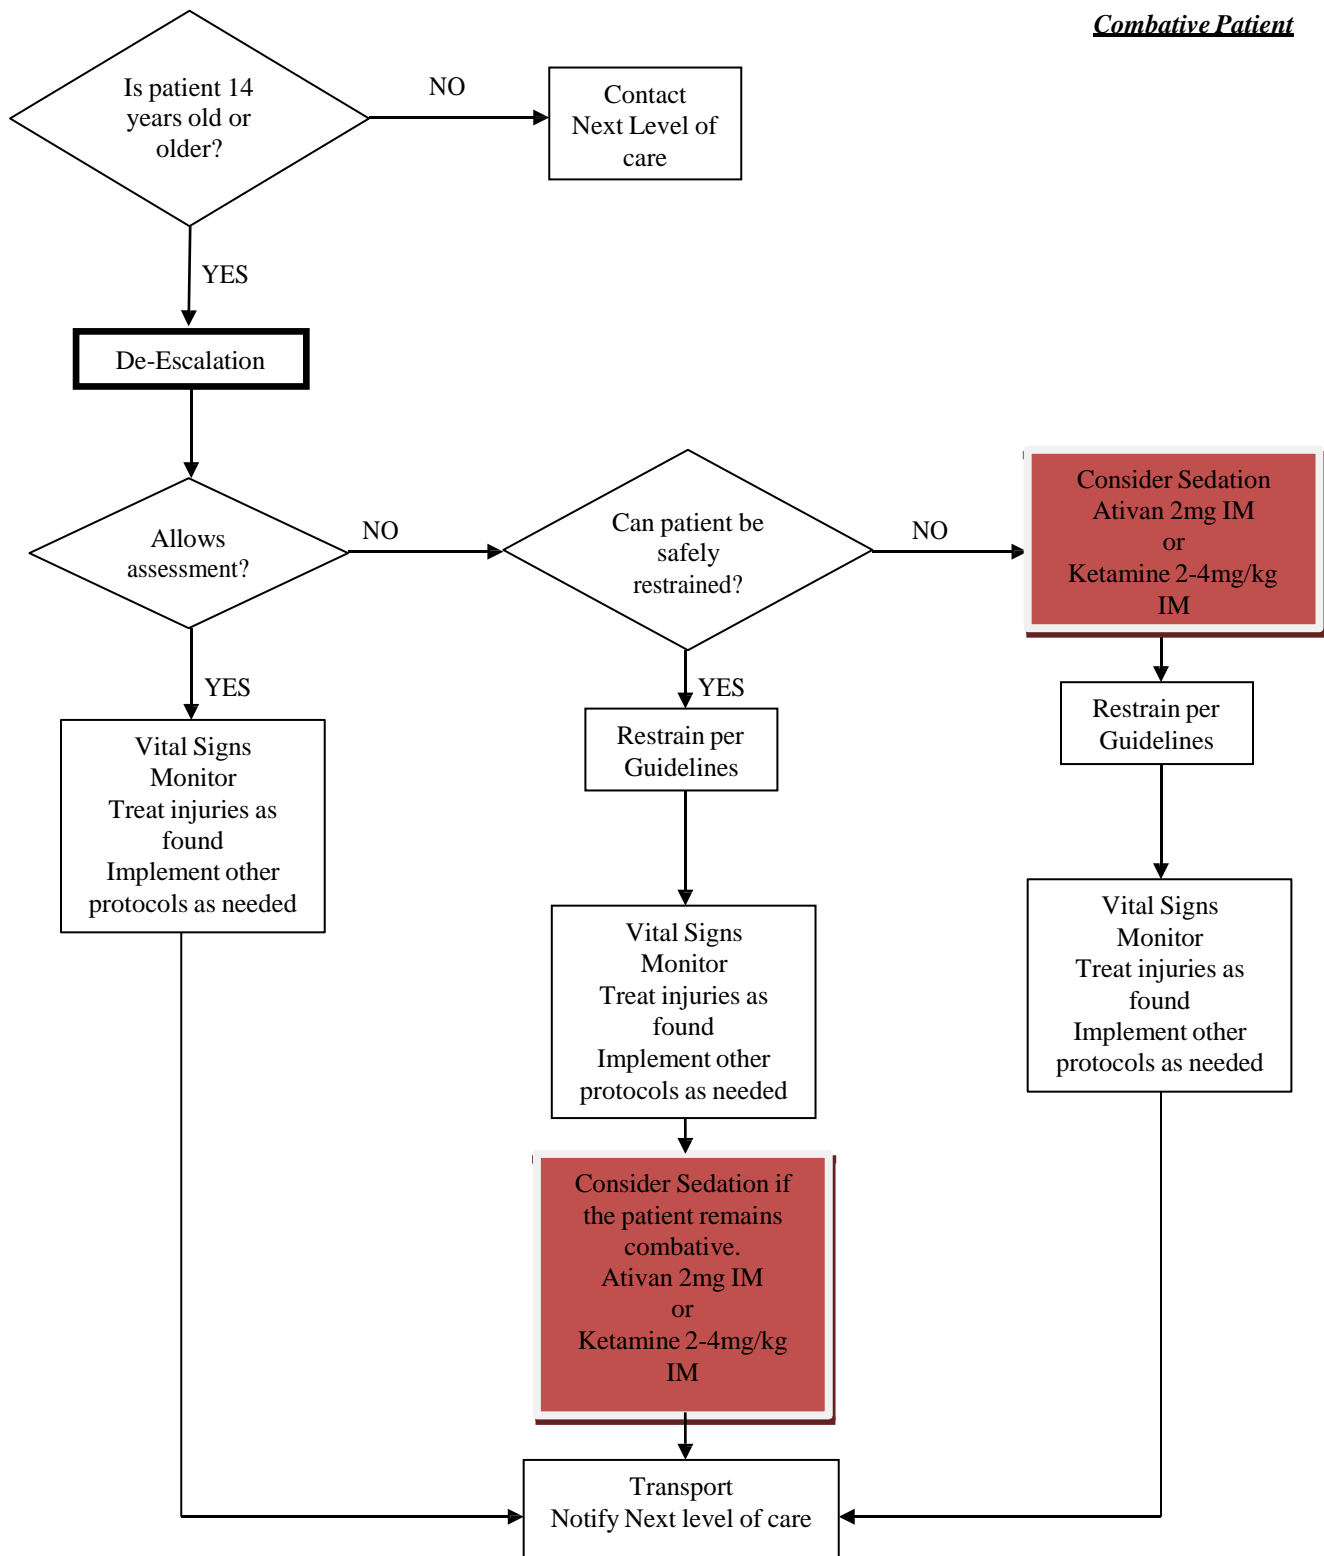 Combative Patient
Is patient 14
years old or
older?
NO
Contact
Next Level of
care
YES
De-Escalation
Allows
assessment?
NO
Can patient be
safely
restrained?
NO
Consider Sedation
Ativan 2mg IM
or
Ketamine 2-4mg/kg
IM
YES
Vital Signs
Monitor
Treat injuries as
found
Implement other
protocols as needed
YES
Restrain per
Guidelines
Restrain per
Guidelines
Vital Signs
Monitor
Treat injuries as
found
Implement other
protocols as needed
Vital Signs
Monitor
Treat injuries as
found
Implement other
protocols as needed
Consider Sedation if
the patient remains
combative.
Ativan 2mg IM
or
Ketamine 2-4mg/kg
IM
Transport
Notify Next level of care